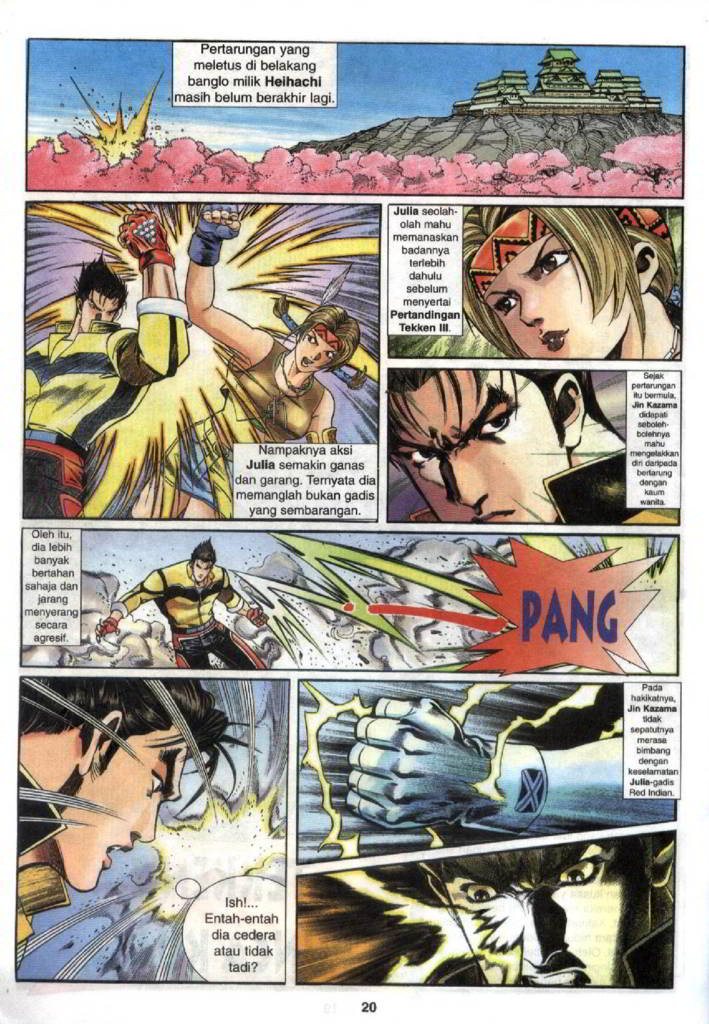 Pertarungan yang
meletus di belakang
banglo milik Heihachi
masih belum berakhir lagi.
Nampaknya aksi
Julia semakin ganas
dan garang. Ternyata dia
memanglah bukan gadis
yang sembarangan.
Julia seolah-
olah mahu
memanaskan
badannya
terlebih
dahulu
sebelum
menyertai
Pertandingan
Tekken III.
Sejak
pertarungan
itu bermula,
Jin Kazama
didapati
seboleh-
bolehnya
mahu
mengelakkan
diri daripada
bertarung
dengan
kaum
wanita.
Oleh itu,
dia lebih
banyak
bertahan
sahaja dan
jarang
menyerang
secara
agresif.
PANG
Ish!...
Entah-entah
dia cedera
atau tidak
tadi?
Pada
hakikatnya,
Jin Kazama
tidak
sepatutnya
merasa
bimbang
dengan
keselamatan
Julia-gadis
Red Indian.
20